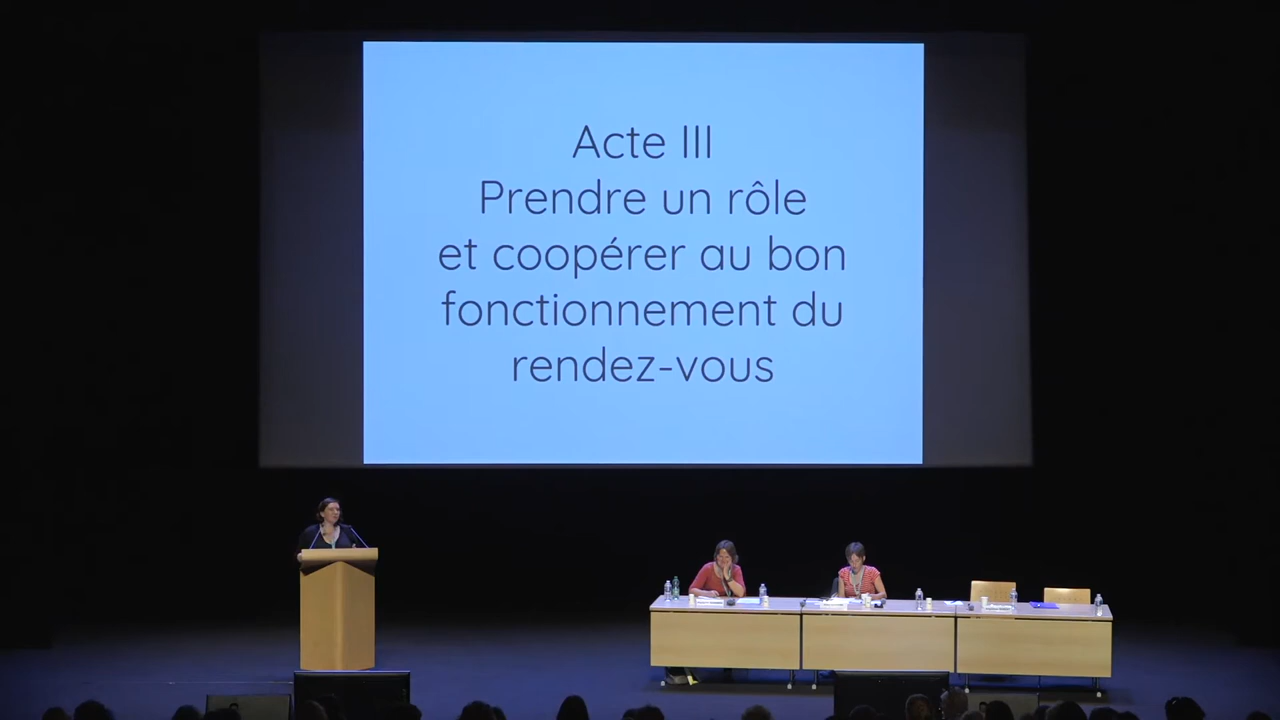 Acte III
Prendre un rôle
et coopérer au bon
fonctionnement du
rendez-vous